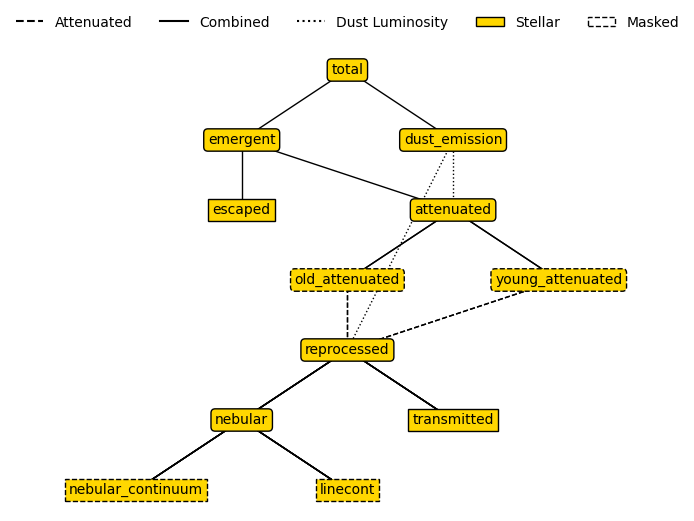 Attenuated Combined Dust Luminosity Stellar Masked
total
emergent dust_emission
escaped attenuated
old_attenuated young_attenuated
reprocessed
nebular transmitted
nebular_continuum linecont